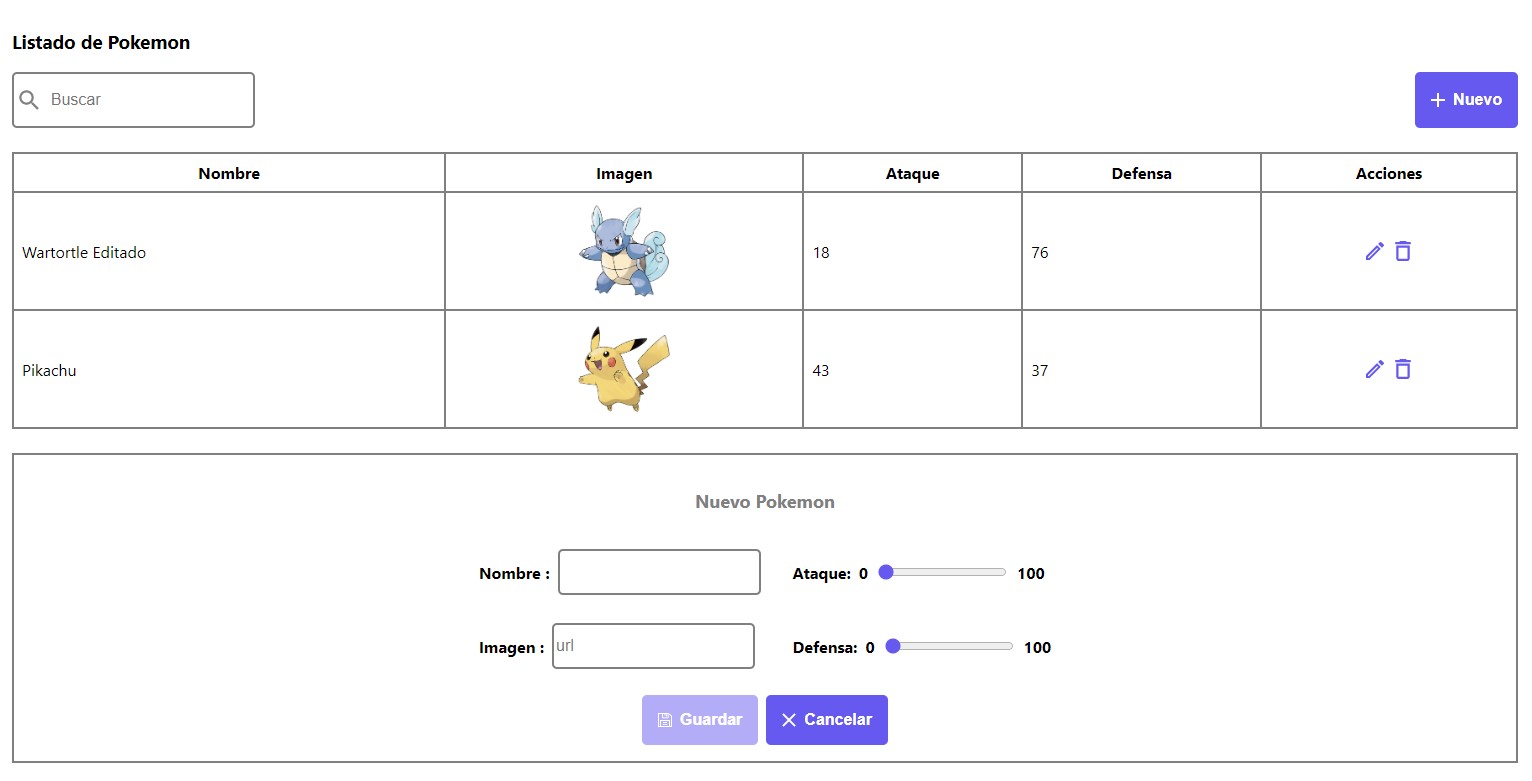 Listado de Pokemon
Buscar
Nuevo
Nombre Imagen Ataque Defensa Acciones
Wartortle Editado 18 76
Pikachu 43 37
Nuevo Pokemon
Nombre : Ataque: 0 100
Imagen : url Defensa: 0 100
Guardar Cancelar